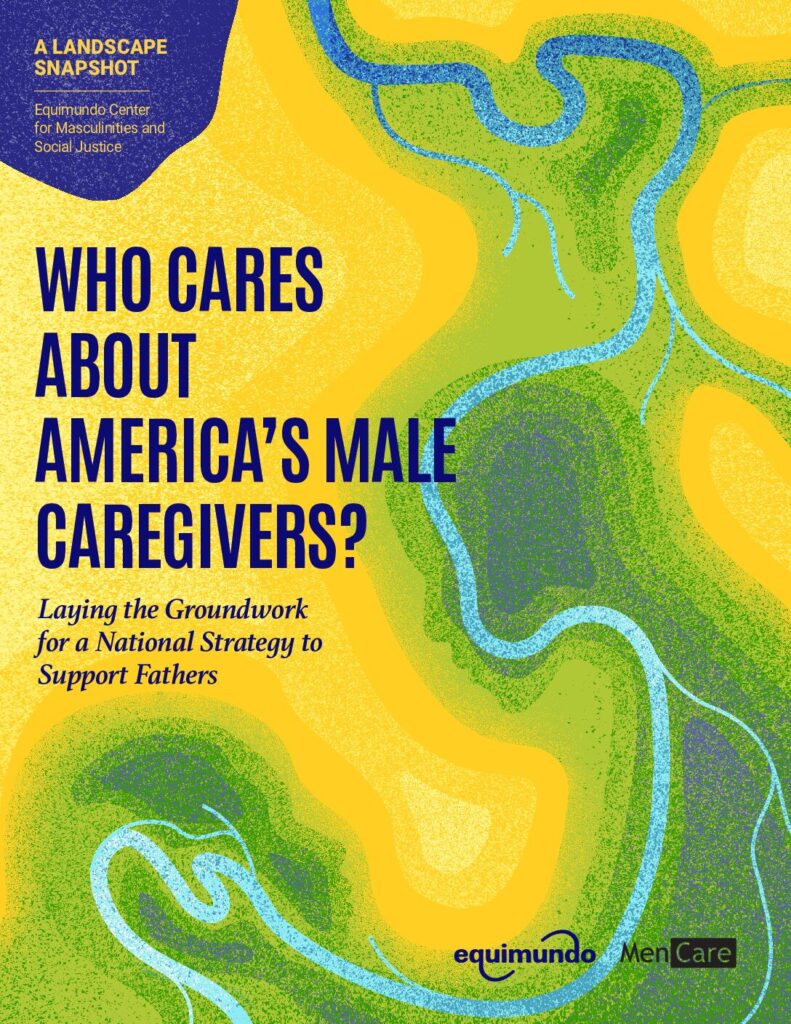 A LANDSCAPE
SNAPSHOT
Equimundo Center
for Masculinities and
Social Justice
WHO CARES
ABOUT
AMERICA’S MALE
CAREGIVERS?
Laying the Groundwork
for a National Strategy to
Support Fathers
equimundo
MenCare